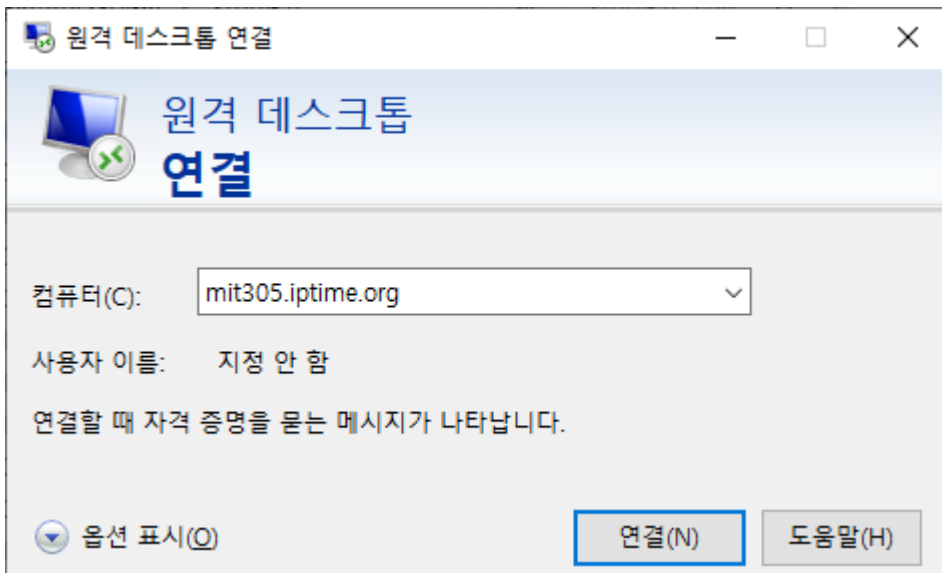 원격 데스크톱 연결
원격 데스크톱
연결
컴퓨터(C): mit305.iptime.org
사용자 이름: 지정 안 함
연결할 때 자격 증명을 묻는 메시지가 나타납니다.
옵션 표시(O) 연결(N) 도움말(H)